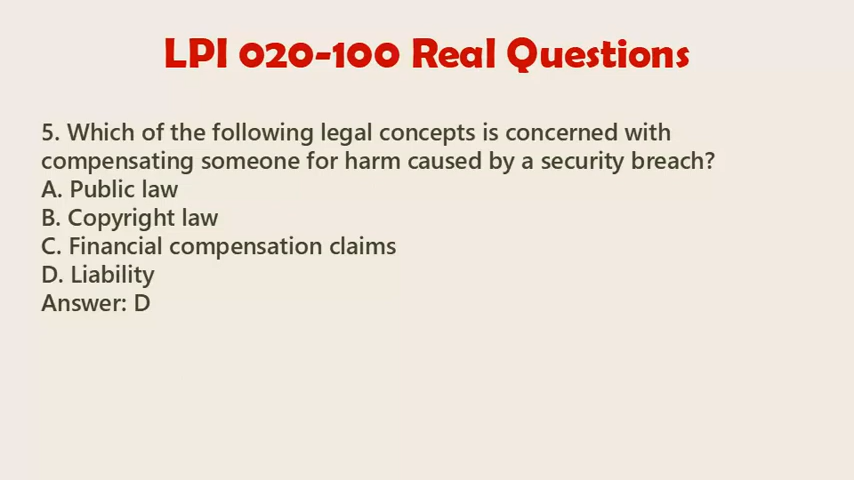 LPI 020-100 Real Questions
5. Which of the following legal concepts is concerned with
compensating someone for harm caused by a security breach?
A. Public law
B. Copyright law
C. Financial compensation claims
D. Liability
Answer: D